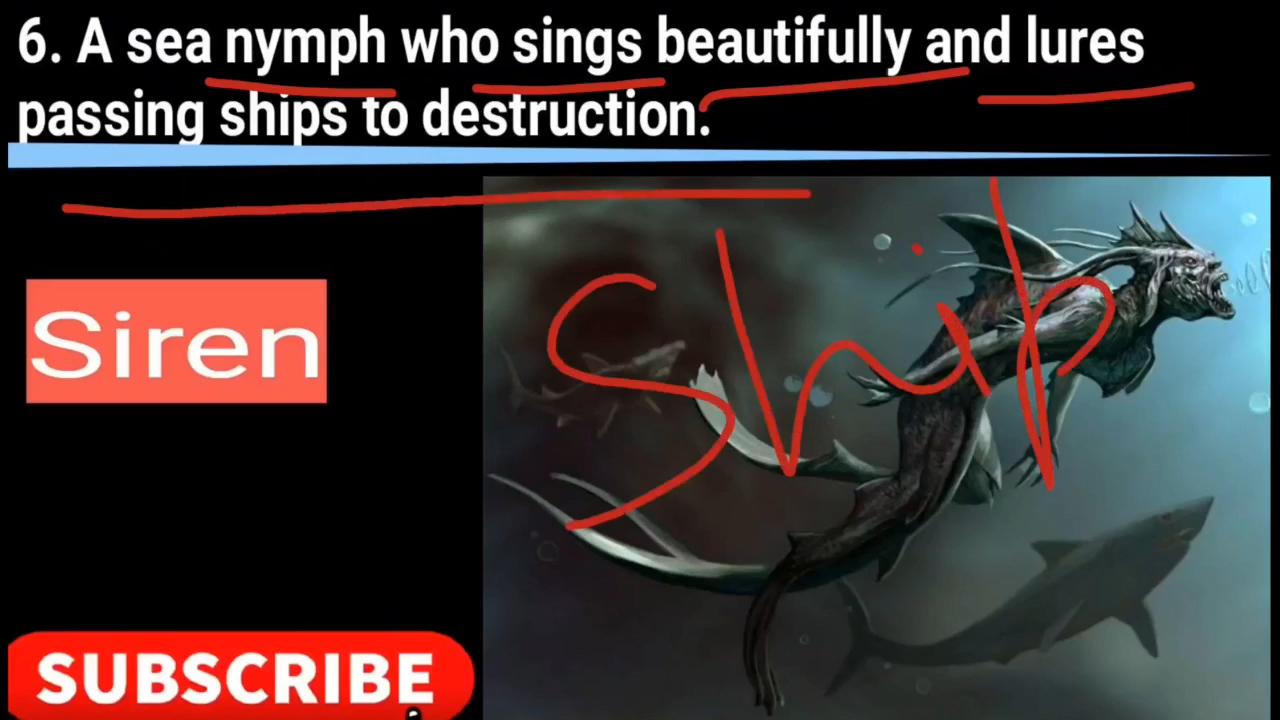 6. A sea nymph who sings beautifully and lures
passing ships to destruction.
Siren
ship
SUBSCRIBE